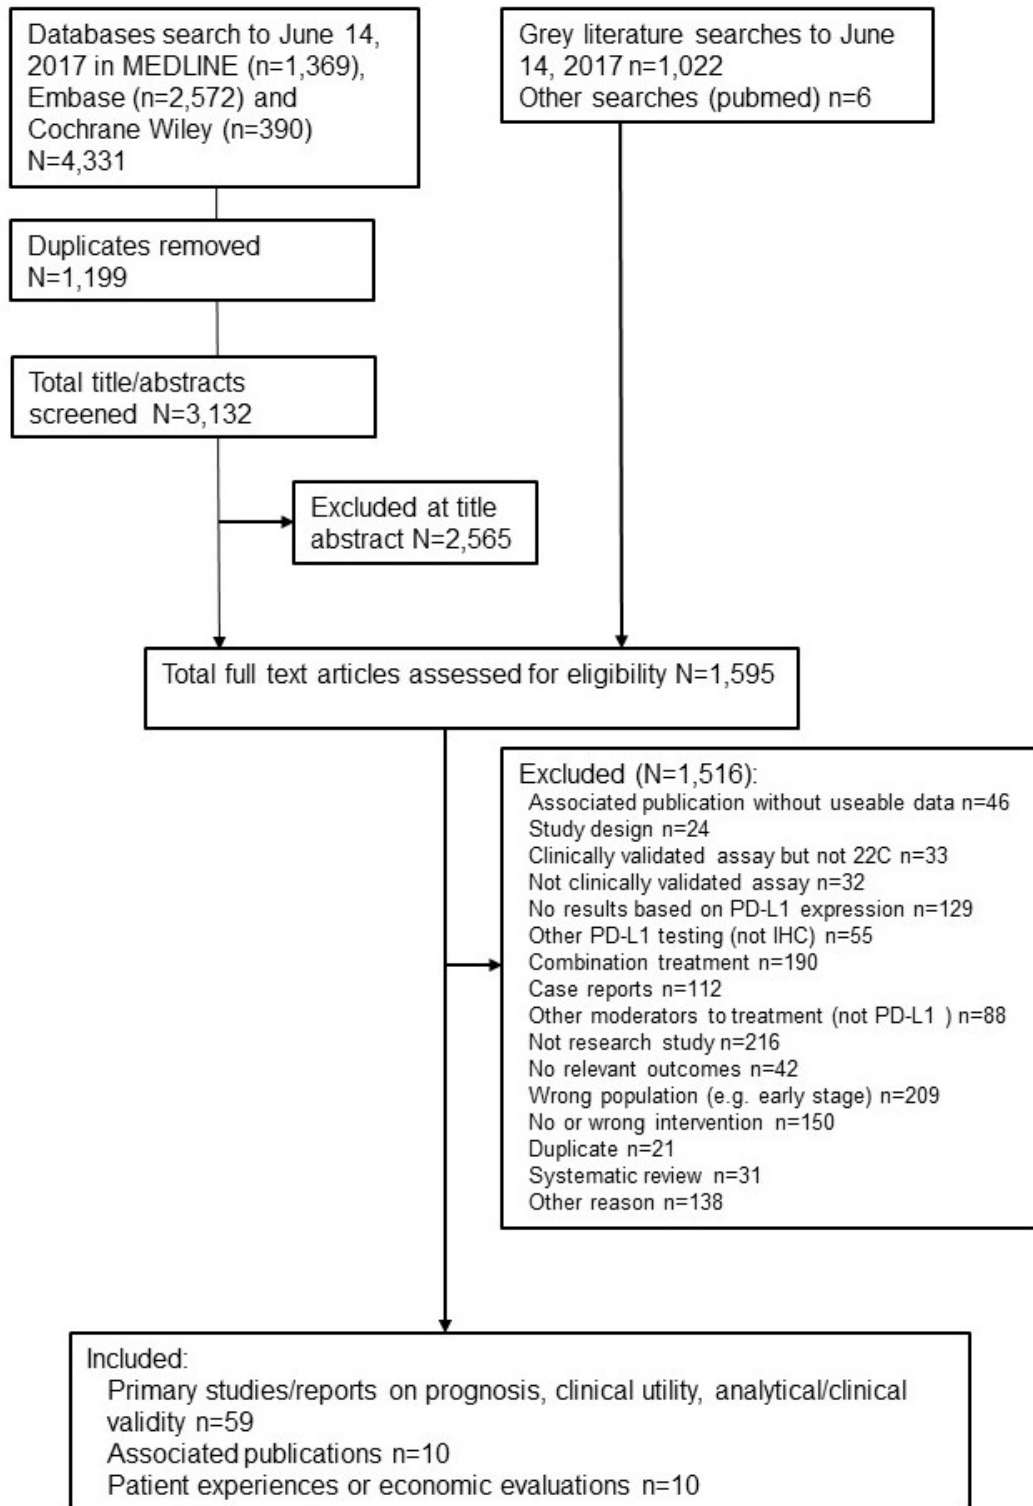 Databases search to June 14,
2017 in MEDLINE (n=1,369),
Embase (n=2,572) and
Cochrane Wiley (n=390)
N=4,331
Grey literature searches to June
14, 2017 n=1,022
Other searches (pubmed) n=6
Duplicates removed
N=1,199
Total title/abstracts
screened N=3,132
Excluded at title
abstract N=2,565
Total full text articles assessed for eligibility N=1,595
Excluded (N=1,516):
Associated publication without useable data n=46
Study design n=24
Clinically validated assay but not 22C n=33
Not clinically validated assay n=32
No results based on PD-L1 expression n=129
Other PD-L1 testing (not IHC) n=55
Combination treatment n=190
Case reports n=112
Other moderators to treatment (not PD-L1 ) n=88
Not research study n=216
No relevant outcomes n=42
Wrong population (e.g. early stage) n=209
No or wrong intervention n=150
Duplicate n=21
Systematic review n=31
Other reason n=138
Included:
Primary studies/reports on prognosis, clinical utility, analytical/clinical
validity n=59
Associated publications n=10
Patient experiences or economic evaluations n=10